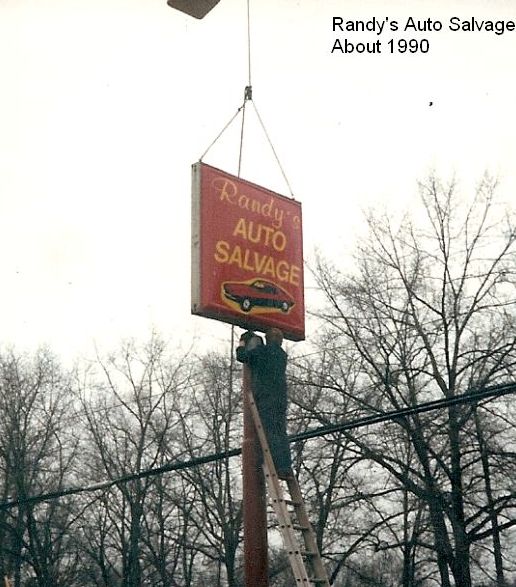 Randy's Auto Salvage
About 1990
Randy's
AUTO
SALVAGE